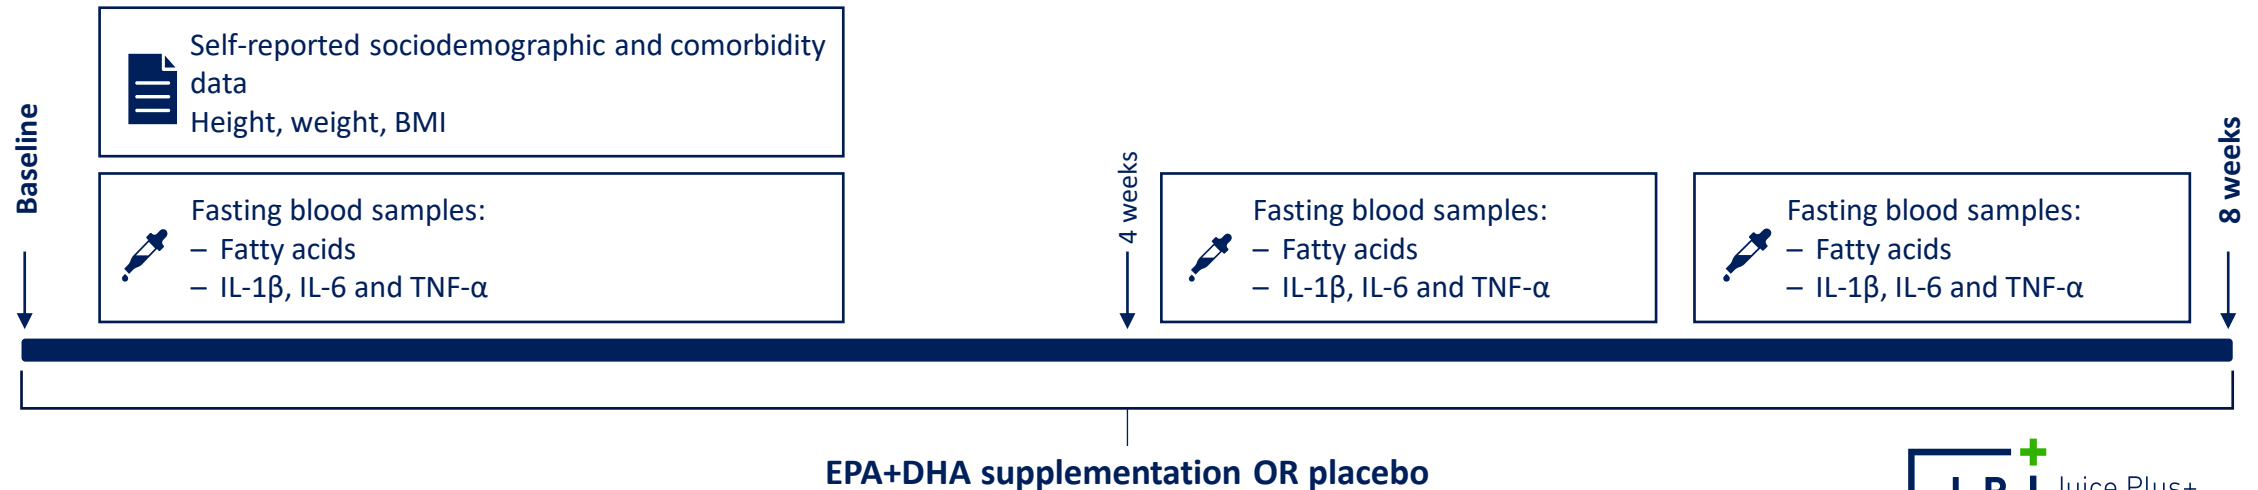 Baseline
Self-reported sociodemographic and comorbidity
data
Height, weight, BMI
Fasting blood samples:
– Fatty acids
– IL-1β, IL-6 and TNF-α
4 weeks
Fasting blood samples:
– Fatty acids
– IL-1β, IL-6 and TNF-α
Fasting blood samples:
– Fatty acids
– IL-1β, IL-6 and TNF-α
8 weeks
EPA+DHA supplementation OR placebo
Juice Plus+